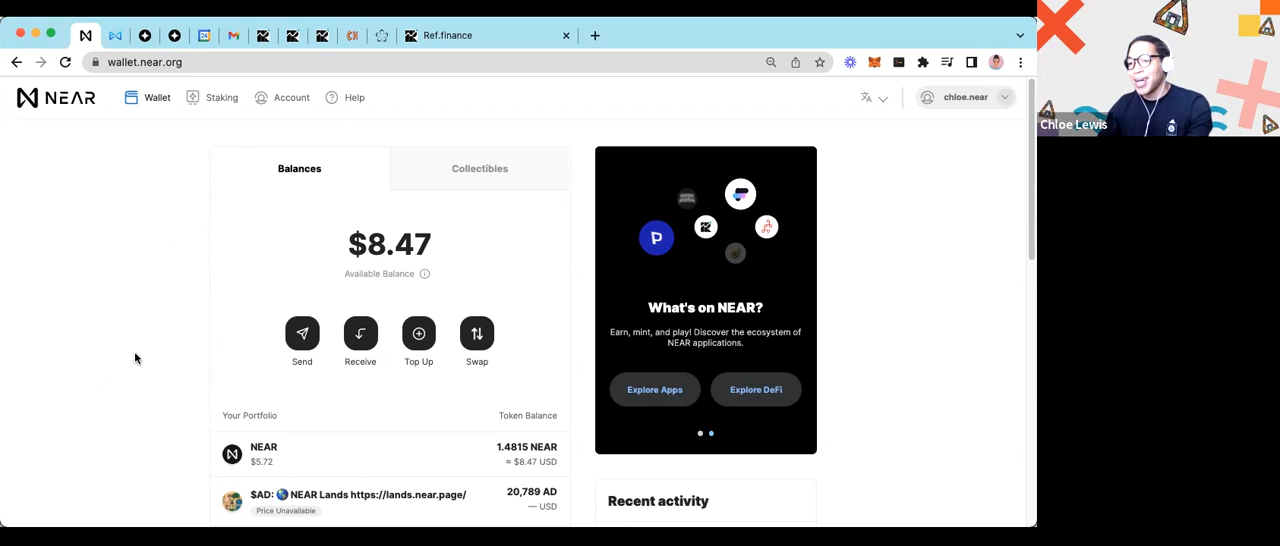 Ref.finance
wallet.near.org
NEAR
Wallet
Staking
Account
Help
chloe.near
Chloe Lewis
Balances
Collectibles
$8.47
Available Balance
Send
Receive
Top Up
Swap
Your Portfolio
Token Balance
NEAR
1.4815 NEAR
$5.72
≈ $8.47 USD
$AD: 🌎 NEAR Lands https://lands.near.page/
20,789 AD
Price Unavailable
— USD
What's on NEAR?
Earn, mint, and play! Discover the ecosystem of
NEAR applications.
Explore Apps
Explore DeFi
Recent activity